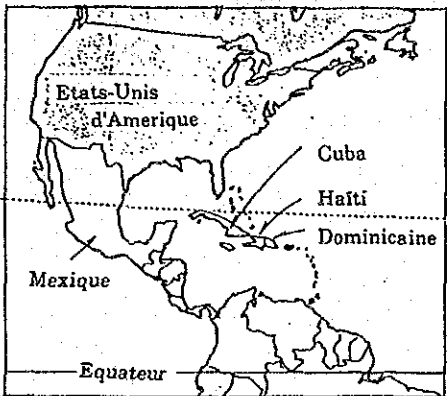 Etats-Unis
d'Amerique
Cuba
Haïti
Dominicaine
Mexique
Equateur